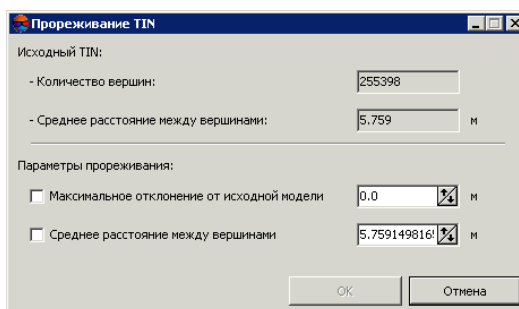 Прореживание TIN
Исходный TIN:
- Количество вершин: 255398
- Среднее расстояние между вершинами: 5.759 м
Параметры прореживания:
Максимальное отклонение от исходной модели 0.0 м
Среднее расстояние между вершинами 5.759149816 м
OK Отмена